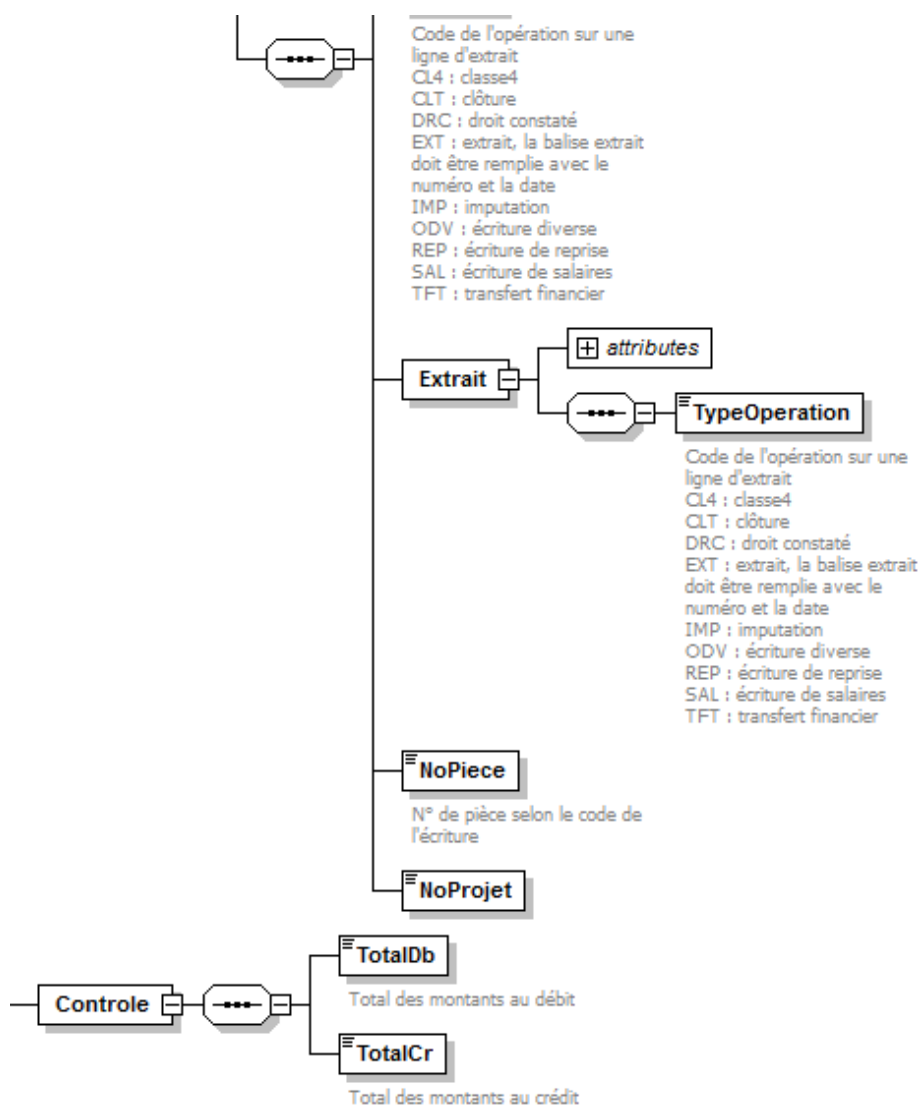 Code de l'opération sur une
ligne d'extrait
CL4 : classe4
CLT : clôture
DRC : droit constaté
EXT : extrait, la balise extrait
doit être remplie avec le
numéro et la date
IMP : imputation
ODV : écriture diverse
REP : écriture de reprise
SAL : écriture de salaires
TFT : transfert financier
attributes
Extrait
TypeOperation
Code de l'opération sur une
ligne d'extrait
CL4 : classe4
CLT : clôture
DRC : droit constaté
EXT : extrait, la balise extrait
doit être remplie avec le
numéro et la date
IMP : imputation
ODV : écriture diverse
REP : écriture de reprise
SAL : écriture de salaires
TFT : transfert financier
NoPiece
N° de pièce selon le code de
l'écriture
NoProjet
TotalDb
Total des montants au débit
Controle
TotalCr
Total des montants au crédit